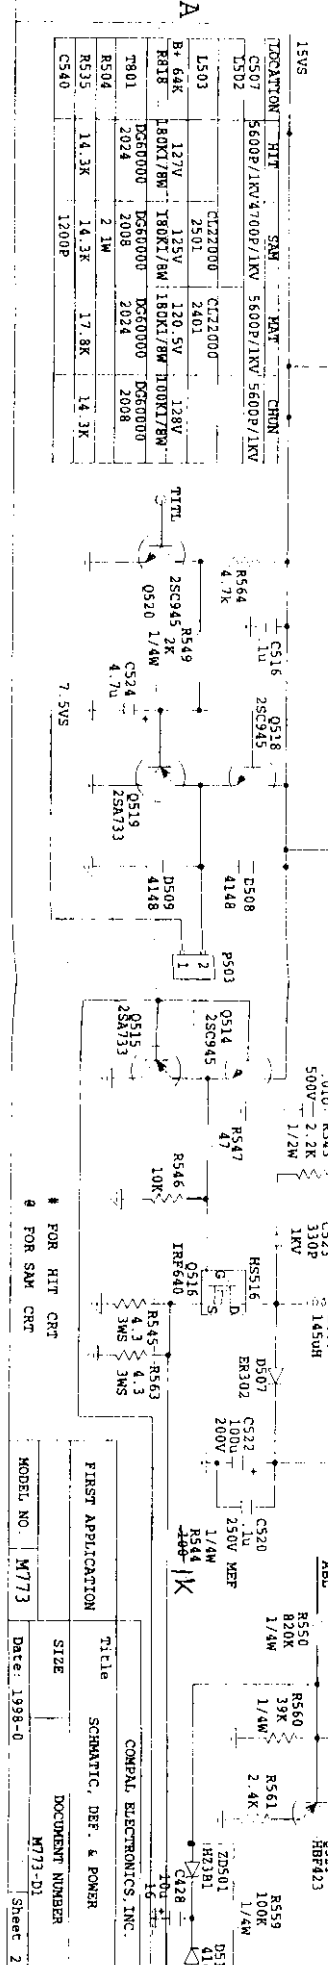 A
15VS
LOCATION HIT SAM MAT CHUN
C507 5600P/1KV 4700P/1KV 5600P/1KV 5600P/1KV
L502
L503 CL22000 2501 CL22000 2401
B+ 64K 127V 125V 120.5V 128V
R818 180K1/8W 180K1/8W 180K1/8W 100K1/8W
T801 DG60000 2024 DG60000 2008 DG60000 2024 DG60000 2008
R504 2 1W
R535 14.3K 14.3K 17.8K 14.3K
C540 1200P
TITL
R564
4.7k
C516
.1u
2SC945
Q520
R549
2K
1/4W
Q518
2SC945
C524
4.7u
+
7.5VS
Q519
2SA733
D508
4148
D509
4148
P503
2
1
Q514
2SC945
Q515
2SA733
R547
47
R546
10K
500V
2.2K
1/2W
330P
1KV
145uH
HS516
G
D
S
Q516
IRF640
R545
4.3
3WS
R563
4.3
3WS
D507
ER302
C522
100u
200V
+
C520
.1u
250V MEF
1/4W
R544
100 1K
# FOR HIT CRT
@ FOR SAM CRT
R550
820K
1/4W
R560
39K
1/4W
R561
2.4K
HBF423
R559
100K
1/4W
ZD501
HZ3B1
C428
10u
+
16
COMPAL ELECTRONICS, INC.
FIRST APPLICATION
Title
SCHMATIC, DEF. & POWER
SIZE
DOCUMENT NUMBER
M773-D1
MODEL NO.
M773
Date: 1998-0
Sheet 2